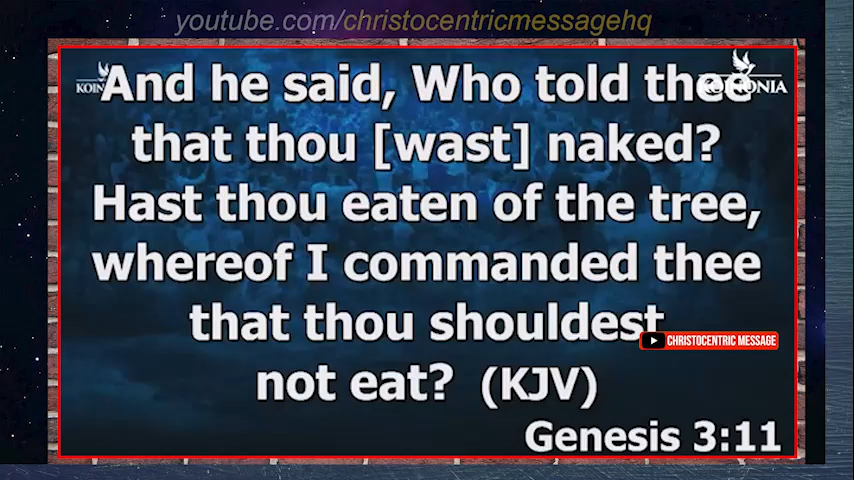 youtube.com/christocentricmessagehq
And he said, Who told thee
KOINONIA
that thou [wast] naked?
Hast thou eaten of the tree,
whereof I commanded thee
that thou shouldest
CHRISTOCENTRIC MESSAGE
not eat? (KJV)
Genesis 3:11